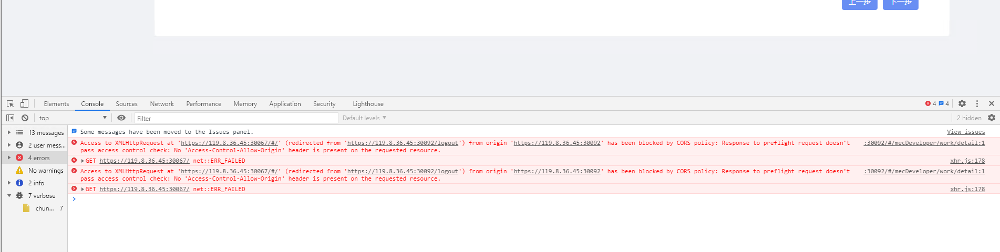 上一步 下一步
Elements Console Sources Network Performance Memory Application Security Lighthouse 4 4
top Filter Default levels 2 hidden
13 messages
2 user mess...
4 errors
No warnings
2 info
7 verbose
chun... 7
Some messages have been moved to the Issues panel. View issues
Access to XMLHttpRequest at 'https://119.8.36.45:30067/#/' (redirected from 'https://119.8.36.45:30092/logout') from origin 'https://119.8.36.45:30092' has been blocked by CORS policy: Response to preflight request doesn't :30092/#/mecDeveloper/work/detail:1
pass access control check: No 'Access-Control-Allow-Origin' header is present on the requested resource.
GET https://119.8.36.45:30067/ net::ERR_FAILED xhr.js:178
Access to XMLHttpRequest at 'https://119.8.36.45:30067/#/' (redirected from 'https://119.8.36.45:30092/logout') from origin 'https://119.8.36.45:30092' has been blocked by CORS policy: Response to preflight request doesn't :30092/#/mecDeveloper/work/detail:1
pass access control check: No 'Access-Control-Allow-Origin' header is present on the requested resource.
GET https://119.8.36.45:30067/ net::ERR_FAILED xhr.js:178